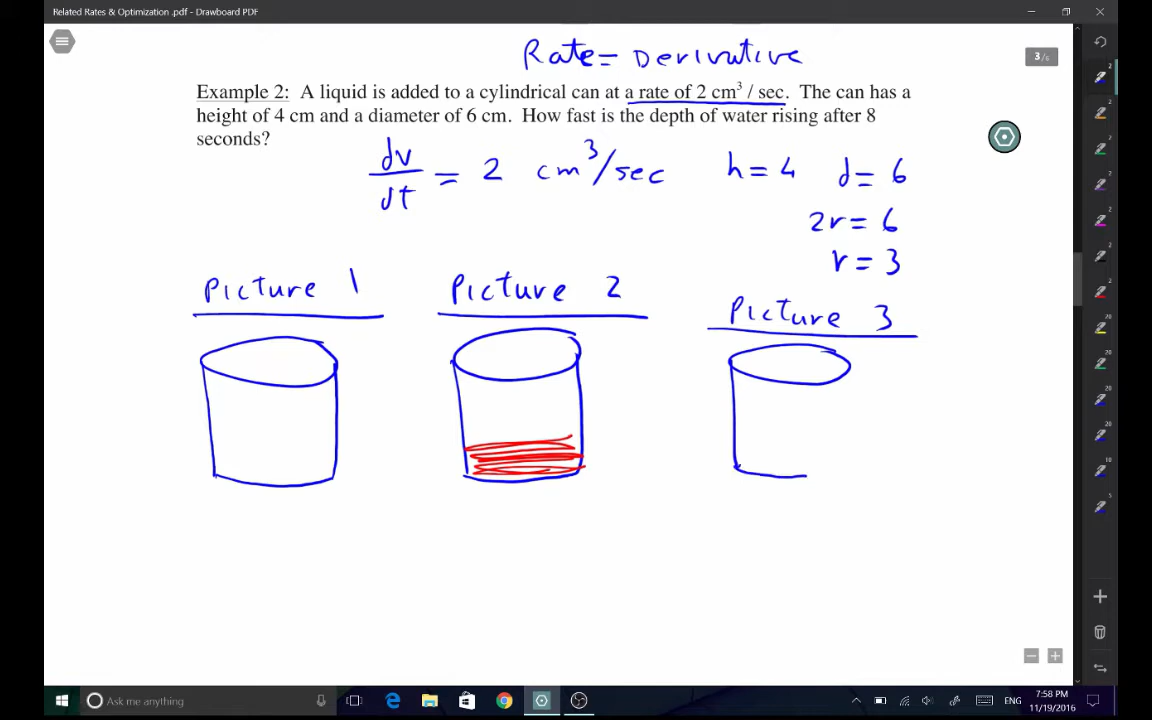 Related Rates & Optimization .pdf - Drawboard PDF
Rate = Derivative
3/5
Example 2: A liquid is added to a cylindrical can at a rate of 2 cm³ / sec. The can has a
height of 4 cm and a diameter of 6 cm. How fast is the depth of water rising after 8
seconds?
dv/dt = 2 cm³/sec h = 4 d = 6
2r = 6
r = 3
Picture 1 Picture 2 Picture 3
Ask me anything
ENG
7:58 PM
11/19/2016